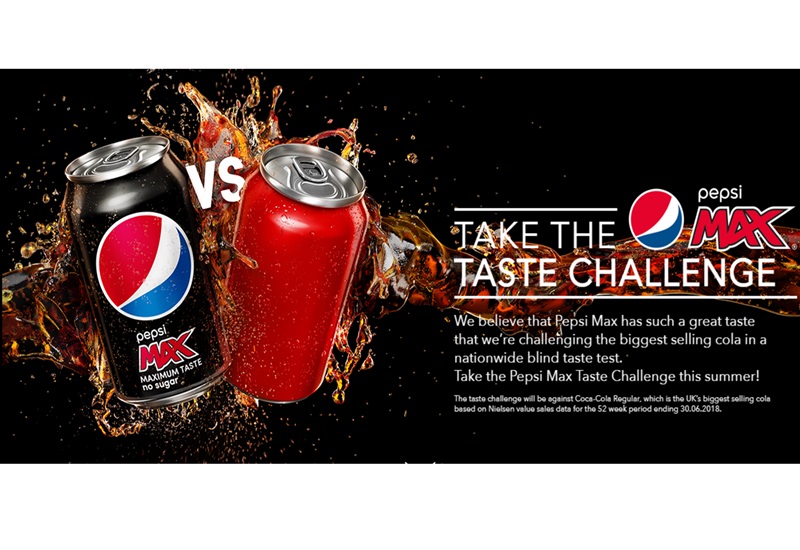 VS
pepsi
MAX
MAXIMUM TASTE
no sugar
TAKE THE pepsi MAX®
TASTE CHALLENGE
We believe that Pepsi Max has such a great taste
that we're challenging the biggest selling cola in a
nationwide blind taste test.
Take the Pepsi Max Taste Challenge this summer!
The taste challenge will be against Coca-Cola Regular, which is the UK's biggest selling cola
based on Nielsen value sales data for the 52 week period ending 30.06.2018.